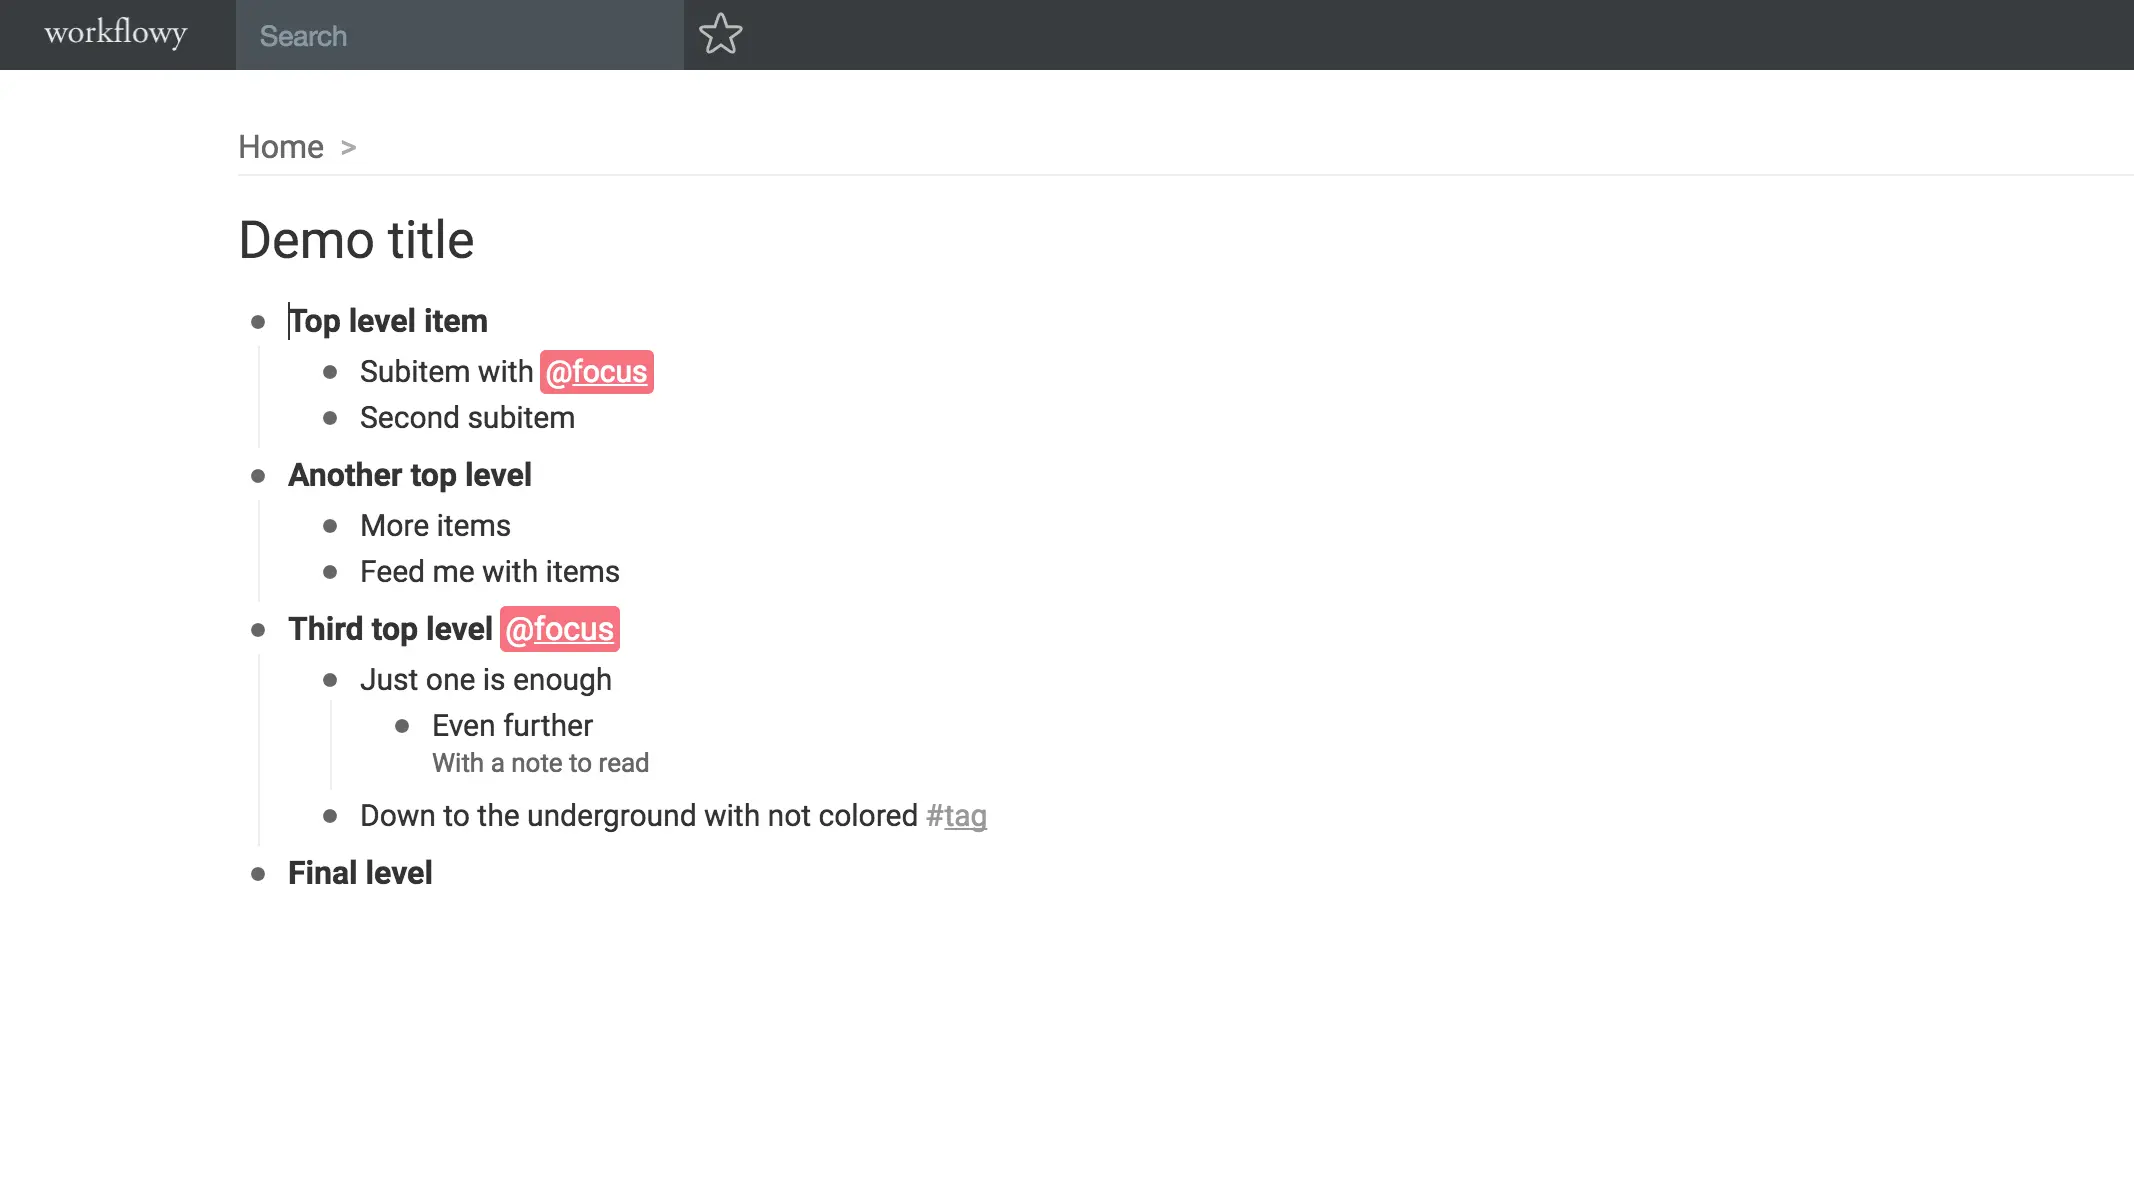 workflowy
Search
Home >
Demo title
Top level item
Subitem with @focus
Second subitem
Another top level
More items
Feed me with items
Third top level @focus
Just one is enough
Even further
With a note to read
Down to the underground with not colored #tag
Final level